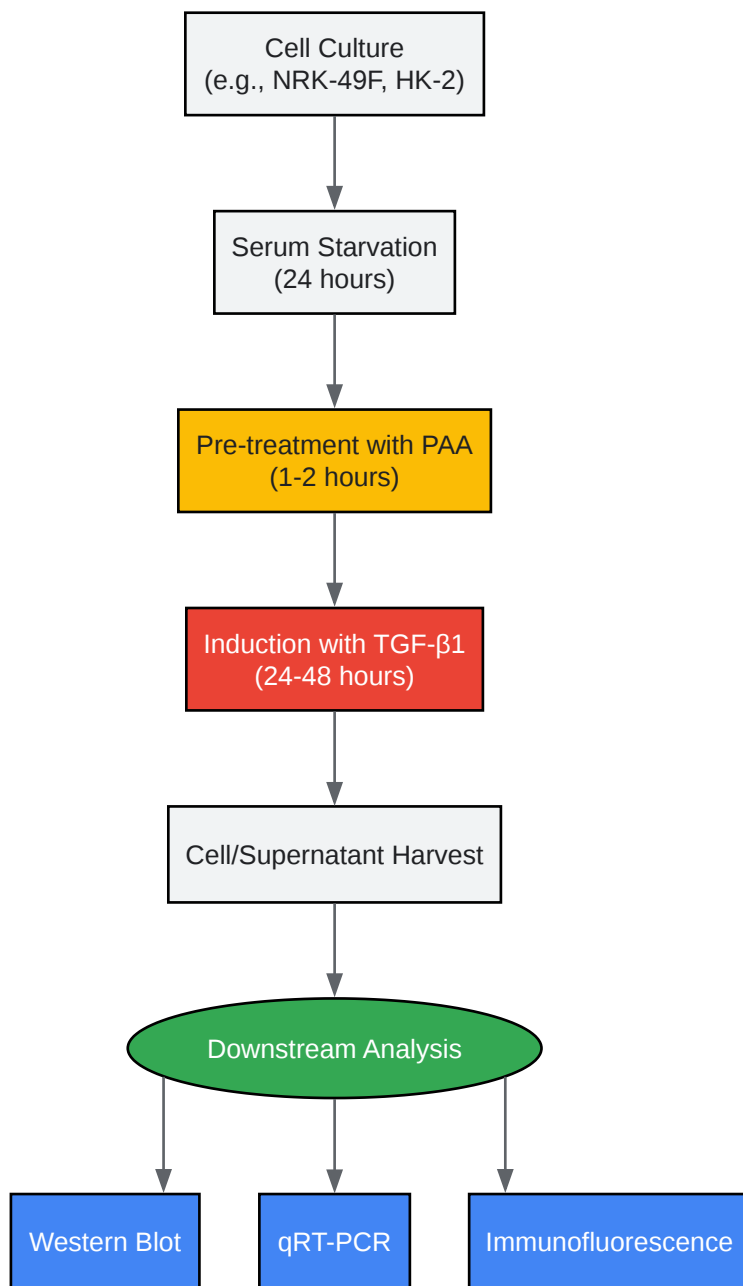 Cell Culture
(e.g., NRK-49F, HK-2)
Serum Starvation
(24 hours)
Pre-treatment with PAA
(1-2 hours)
Induction with TGF-β1
(24-48 hours)
Cell/Supernatant Harvest
Downstream Analysis
Western Blot
qRT-PCR
Immunofluorescence